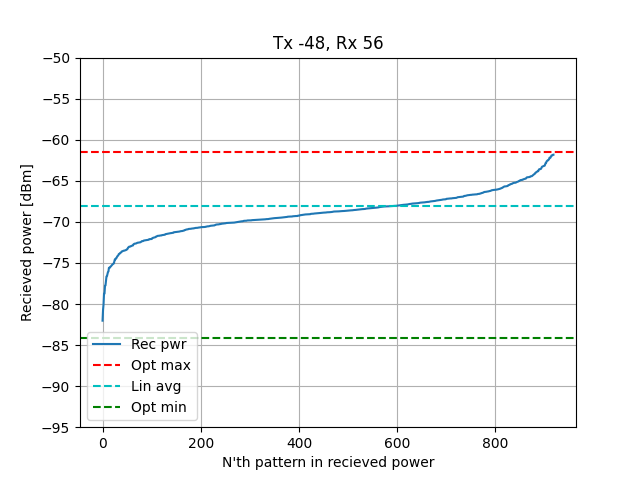 Tx -48, Rx 56
Recieved power [dBm]
−50
−55
−60
−65
−70
−75
−80
−85
−90
−95
Rec pwr
Opt max
Lin avg
Opt min
0 200 400 600 800
N'th pattern in recieved power